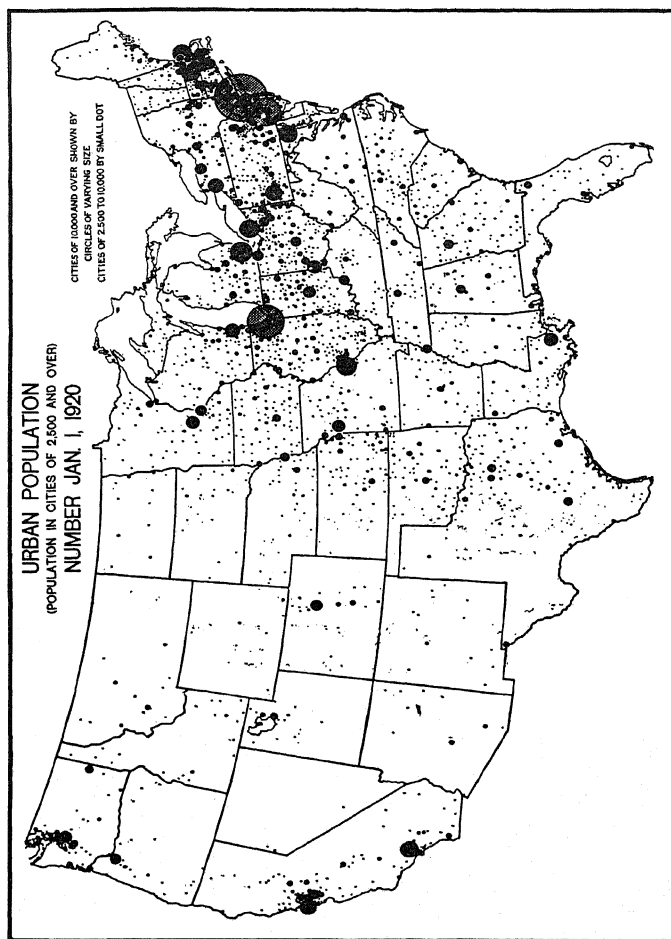 URBAN POPULATION
(POPULATION IN CITIES OF 2,500 AND OVER)
NUMBER JAN. 1, 1920
CITIES OF 10,000 AND OVER SHOWN BY
CIRCLES OF VARYING SIZE
CITIES OF 2,500 TO 10,000 BY SMALL DOT